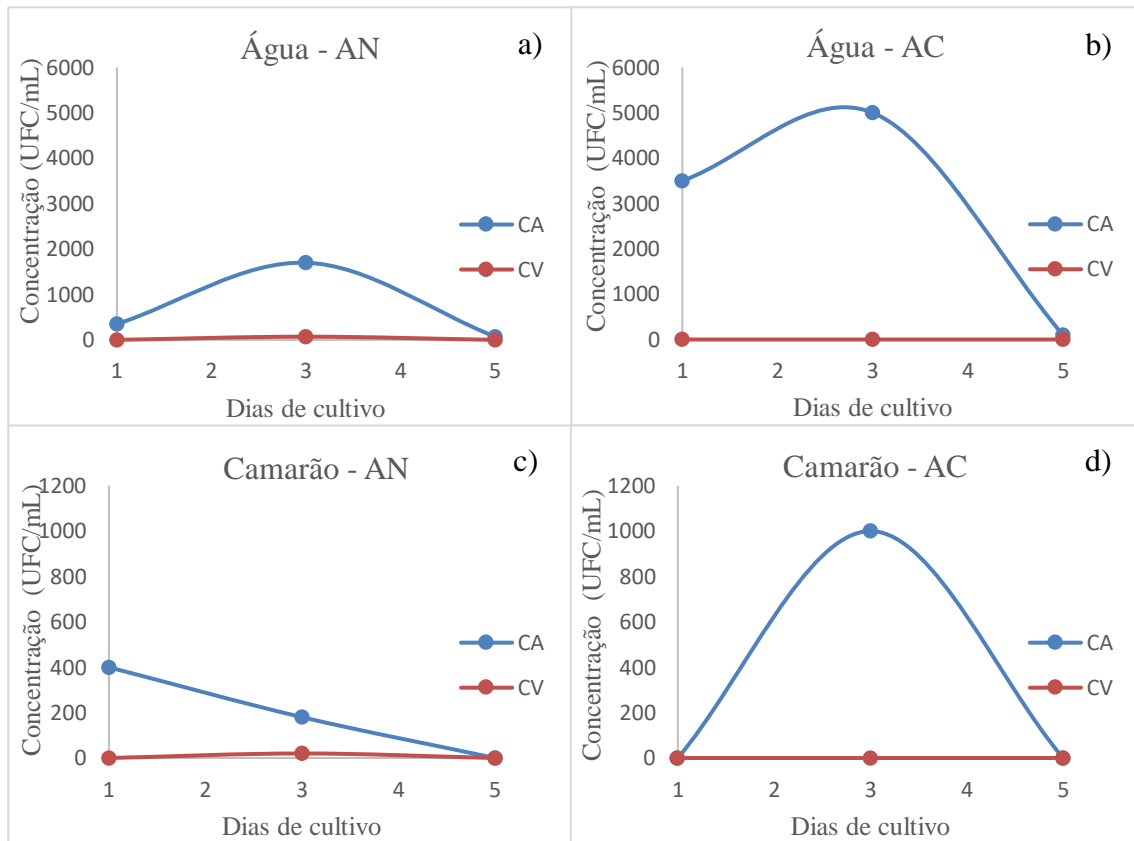 Água - AN
a)
Concentração (UFC/mL)
6000
5000
4000
3000
2000
1000
0
CA
CV
1 2 3 4 5
Dias de cultivo
Água - AC
b)
Concentração (UFC/mL)
6000
5000
4000
3000
2000
1000
0
CA
CV
1 2 3 4 5
Dias de cultivo
Camarão - AN
c)
Concentração (UFC/mL)
1200
1000
800
600
400
200
0
CA
CV
1 2 3 4 5
Dias de cultivo
Camarão - AC
d)
Concentração (UFC/mL)
1200
1000
800
600
400
200
0
CA
CV
1 2 3 4 5
Dias de cultivo